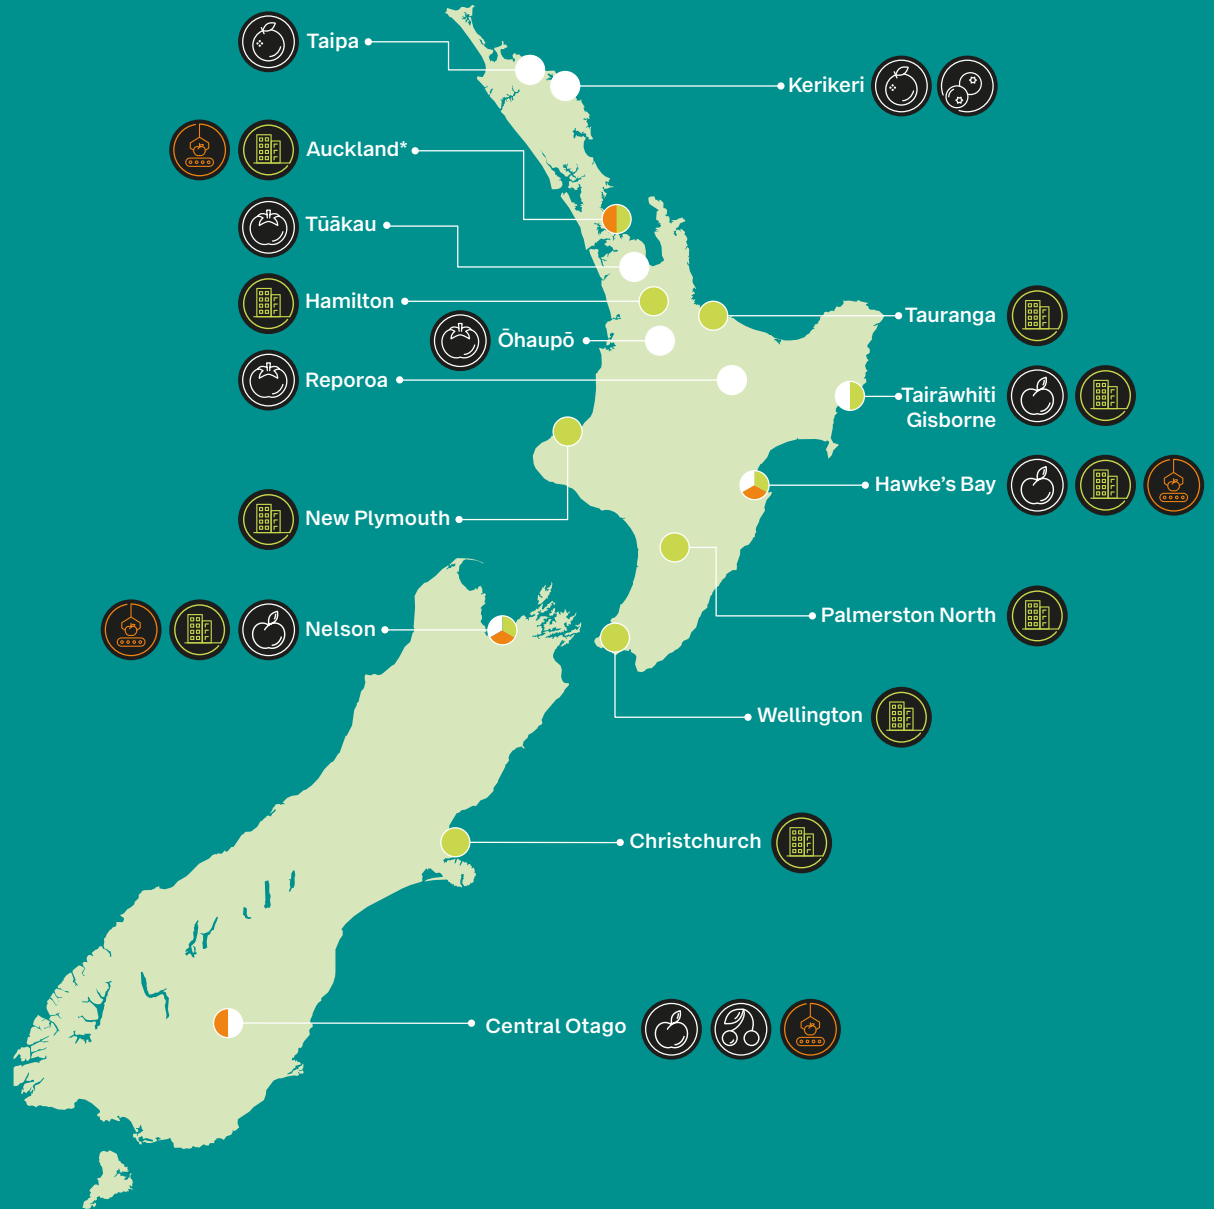 Taipa
Kerikeri
Auckland*
Tūākau
Hamilton
Tauranga
Ōhaupō
Reporoa
Tairāwhiti
Gisborne
Hawke’s Bay
New Plymouth
Palmerston North
Nelson
Wellington
Christchurch
Central Otago